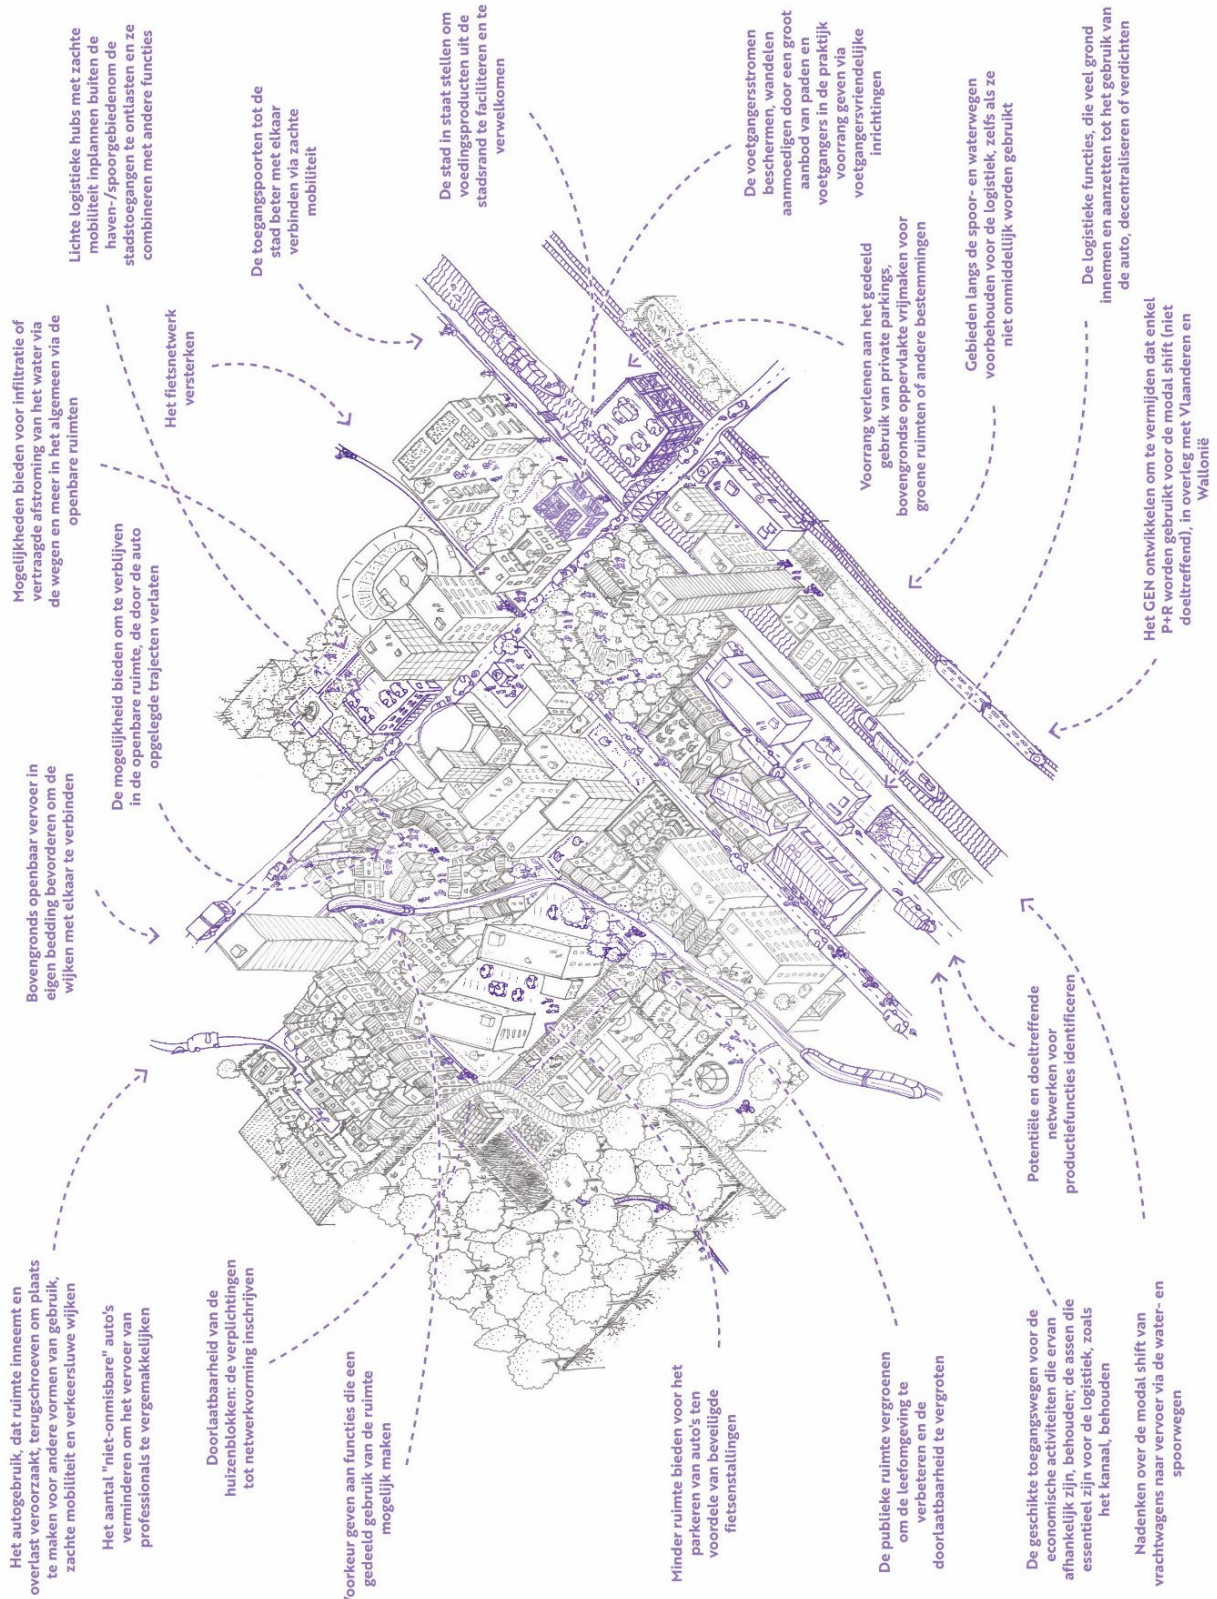 Het autogebruik, dat ruimte inneemt en
overlast veroorzaakt, terugschroeven om plaats
te maken voor andere vormen van gebruik,
zachte mobiliteit en verkeersluwe wijken
Het aantal "niet-onmisbare" auto's
verminderen om het vervoer van
professionals te vergemakkelijken
Doorlaatbaarheid van de
huizenblokken: de verplichtingen
tot netwerkvorming inschrijven
Voorkeur geven aan functies die een
gedeeld gebruik van de ruimte
mogelijk maken
Bovengronds openbaar vervoer in
eigen bedding bevorderen om de
wijken met elkaar te verbinden
De mogelijkheid bieden om te verblijven
in de openbare ruimte, de door de auto
opgelegde trajecten verlaten
Mogelijkheden bieden voor infiltratie of
vertraagde afstroming van het water via
de wegen en meer in het algemeen via de
openbare ruimten
Het fietsnetwerk
versterken
Lichte logistieke hubs met zachte
mobiliteit inplannen buiten de
haven-/spoorgebiedenom de
stadstoegangen te ontlasten en ze
combineren met andere functies
De toegangspoorten tot de
stad beter met elkaar
verbinden via zachte
mobiliteit
De stad in staat stellen om
voedingsproducten uit de
stadsrand te faciliteren en te
verwelkomen
De voetgangersstromen
beschermen, wandelen
aanmoedigen door een groot
aanbod van paden en
voetgangers in de praktijk
voorrang geven via
voetgangersvriendelijke
inrichtingen
Voorrang verlenen aan het gedeeld
gebruik van private parkings,
bovengrondse oppervlakte vrijmaken voor
groene ruimten of andere bestemmingen
Gebieden langs de spoor- en waterwegen
voorbehouden voor de logistiek, zelfs als ze
niet onmiddellijk worden gebruikt
De logistieke functies, die veel grond
innemen en aanzetten tot het gebruik van
de auto, decentraliseren of verdichten
Het GEN ontwikkelen om te vermijden dat enkel
P+R worden gebruikt voor de modal shift (niet
doeltreffend), in overleg met Vlaanderen en
Wallonië
Minder ruimte bieden voor het
parkeren van auto's ten
voordele van beveiligde
fietsenstallingen
De publieke ruimte vergroenen
om de leefomgeving te
verbeteren en de
doorlaatbaarheid te vergroten
De geschikte toegangswegen voor de
economische activiteiten die ervan
afhankelijk zijn, behouden; de assen die
essentieel zijn voor de logistiek, zoals
het kanaal, behouden
Potentiële en doeltreffende
netwerken voor
productiefuncties identificeren
Nadenken over de modal shift van
vrachtwagens naar vervoer via de water- en
spoorwegen